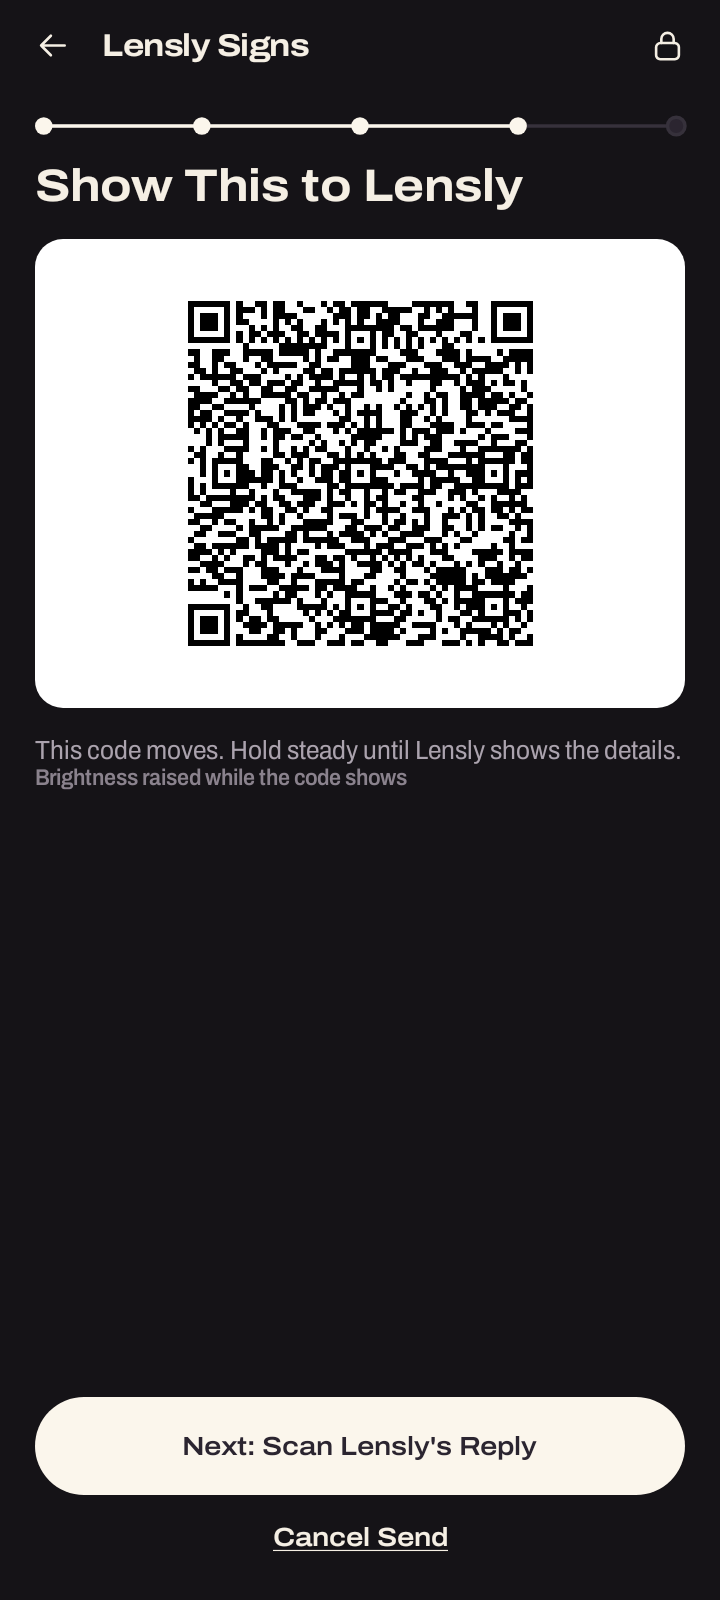 Lensly Signs
Show This to Lensly
This code moves. Hold steady until Lensly shows the details.
Brightness raised while the code shows
Next: Scan Lensly's Reply
Cancel Send